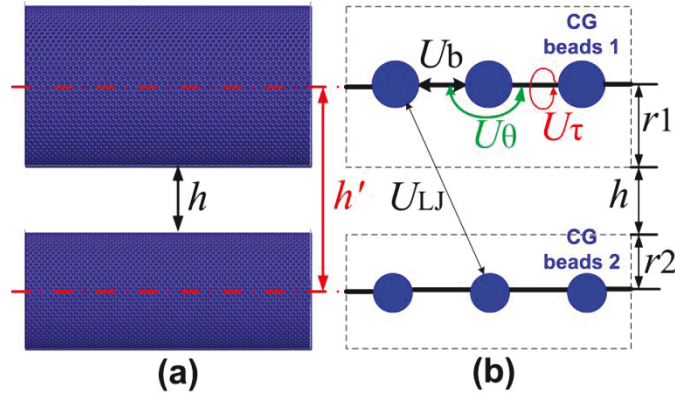 h
h'
(a)
CG
beads 1
Ub
Uθ
Uτ
r1
ULJ
h
CG
beads 2
r2
(b)